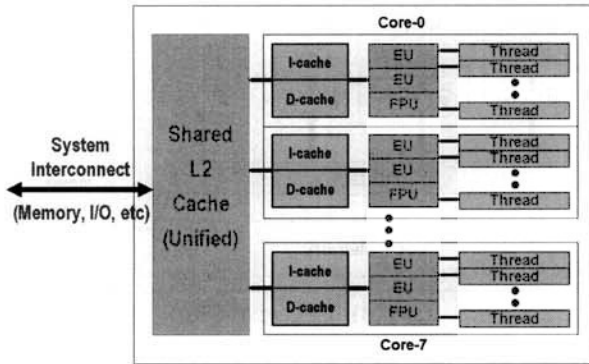 Core-0
I-cache
D-cache
EU
EU
FPU
Thread
Thread
Thread
I-cache
D-cache
EU
EU
FPU
Thread
Thread
Thread
System
Interconnect
(Memory, I/O, etc)
Shared
L2
Cache
(Unified)
I-cache
D-cache
EU
EU
FPU
Thread
Thread
Thread
Core-7